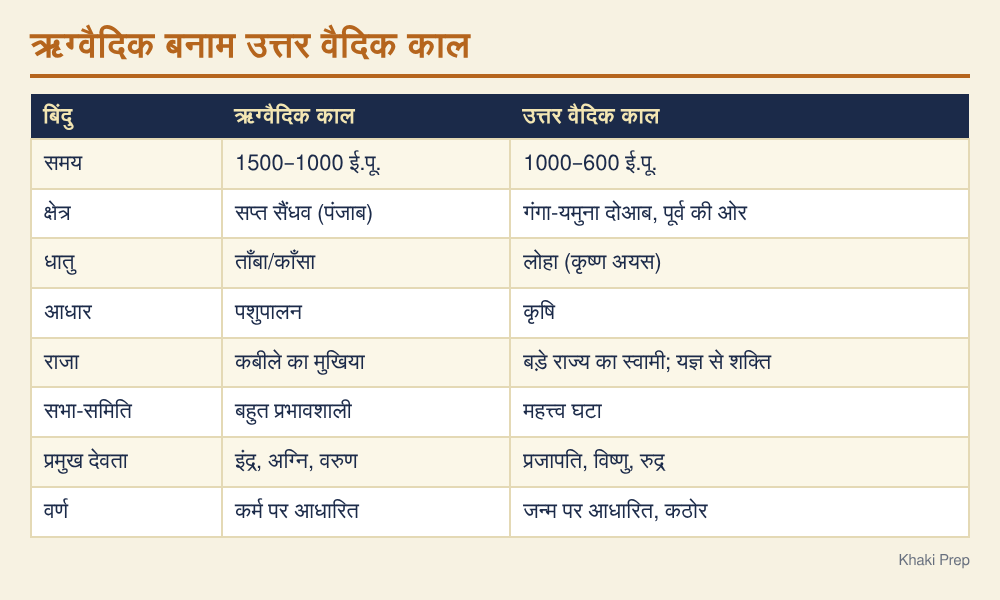 ऋग्वैदिक बनाम उत्तर वैदिक काल
बिंदु ऋग्वैदिक काल उत्तर वैदिक काल
समय 1500–1000 ई.पू. 1000–600 ई.पू.
क्षेत्र सप्त सैंधव (पंजाब) गंगा-यमुना दोआब, पूर्व की ओर
धातु ताँबा/काँसा लोहा (कृष्ण अयस)
आधार पशुपालन कृषि
राजा कबीले का मुखिया बड़े राज्य का स्वामी; यज्ञ से शक्ति
सभा-समिति बहुत प्रभावशाली महत्त्व घटा
प्रमुख देवता इंद्र, अग्नि, वरुण प्रजापति, विष्णु, रुद्र
वर्ण कर्म पर आधारित जन्म पर आधारित, कठोर
Khaki Prep